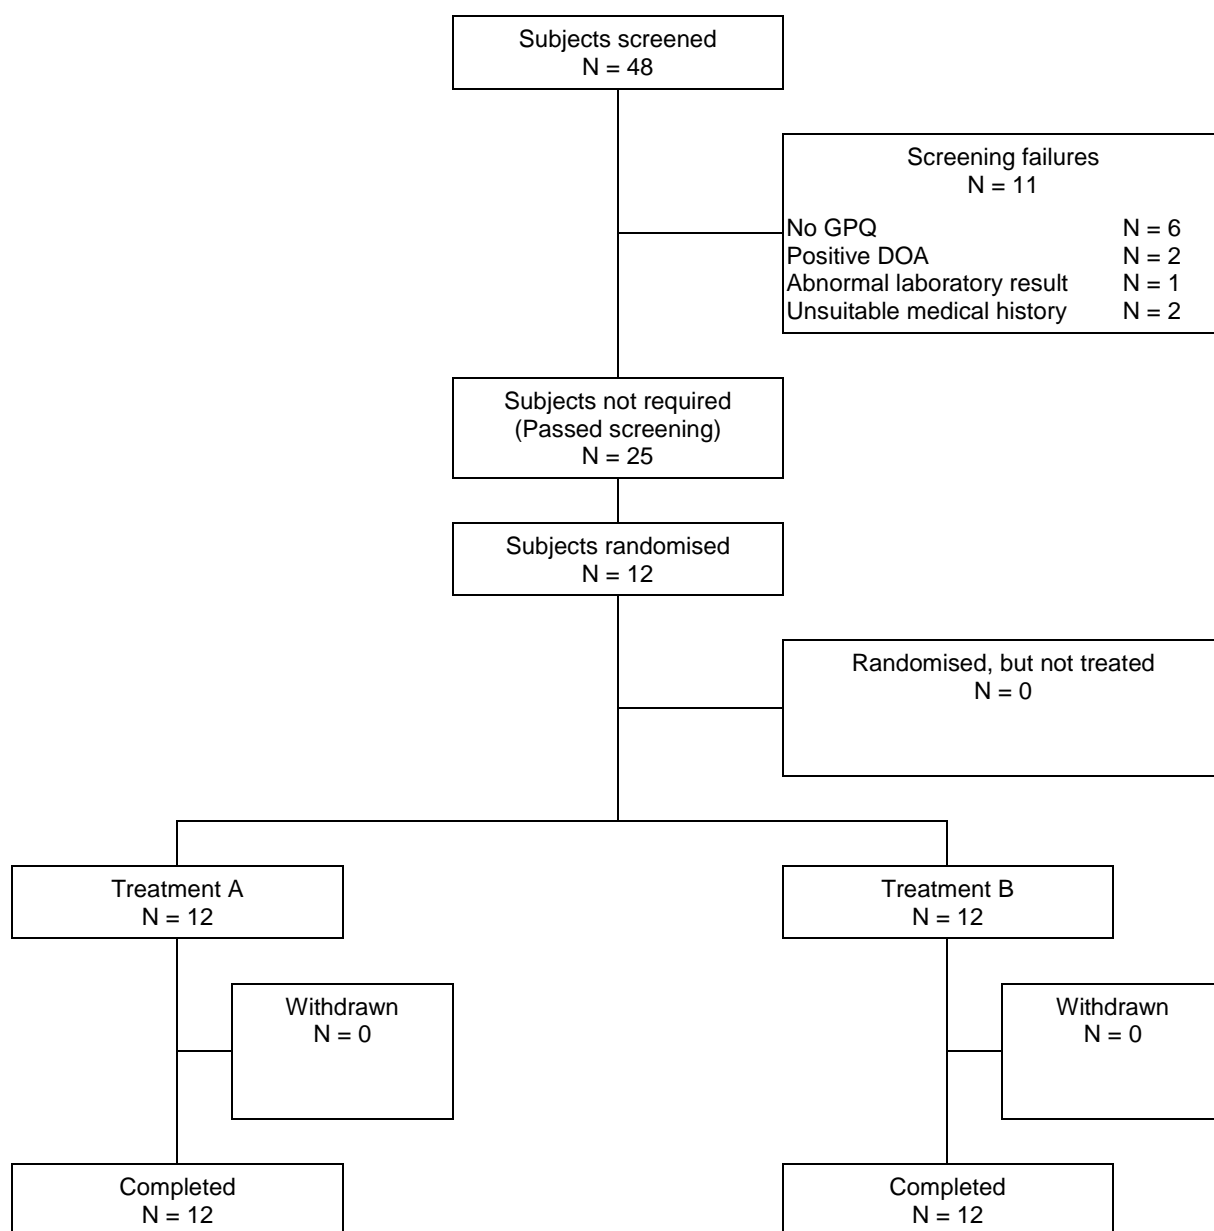 Subjects screened
N = 48
Screening failures
N = 11
No GPQ N = 6
Positive DOA N = 2
Abnormal laboratory result N = 1
Unsuitable medical history N = 2
Subjects not required
(Passed screening)
N = 25
Subjects randomised
N = 12
Randomised, but not treated
N = 0
Treatment A
N = 12
Treatment B
N = 12
Withdrawn
N = 0
Withdrawn
N = 0
Completed
N = 12
Completed
N = 12